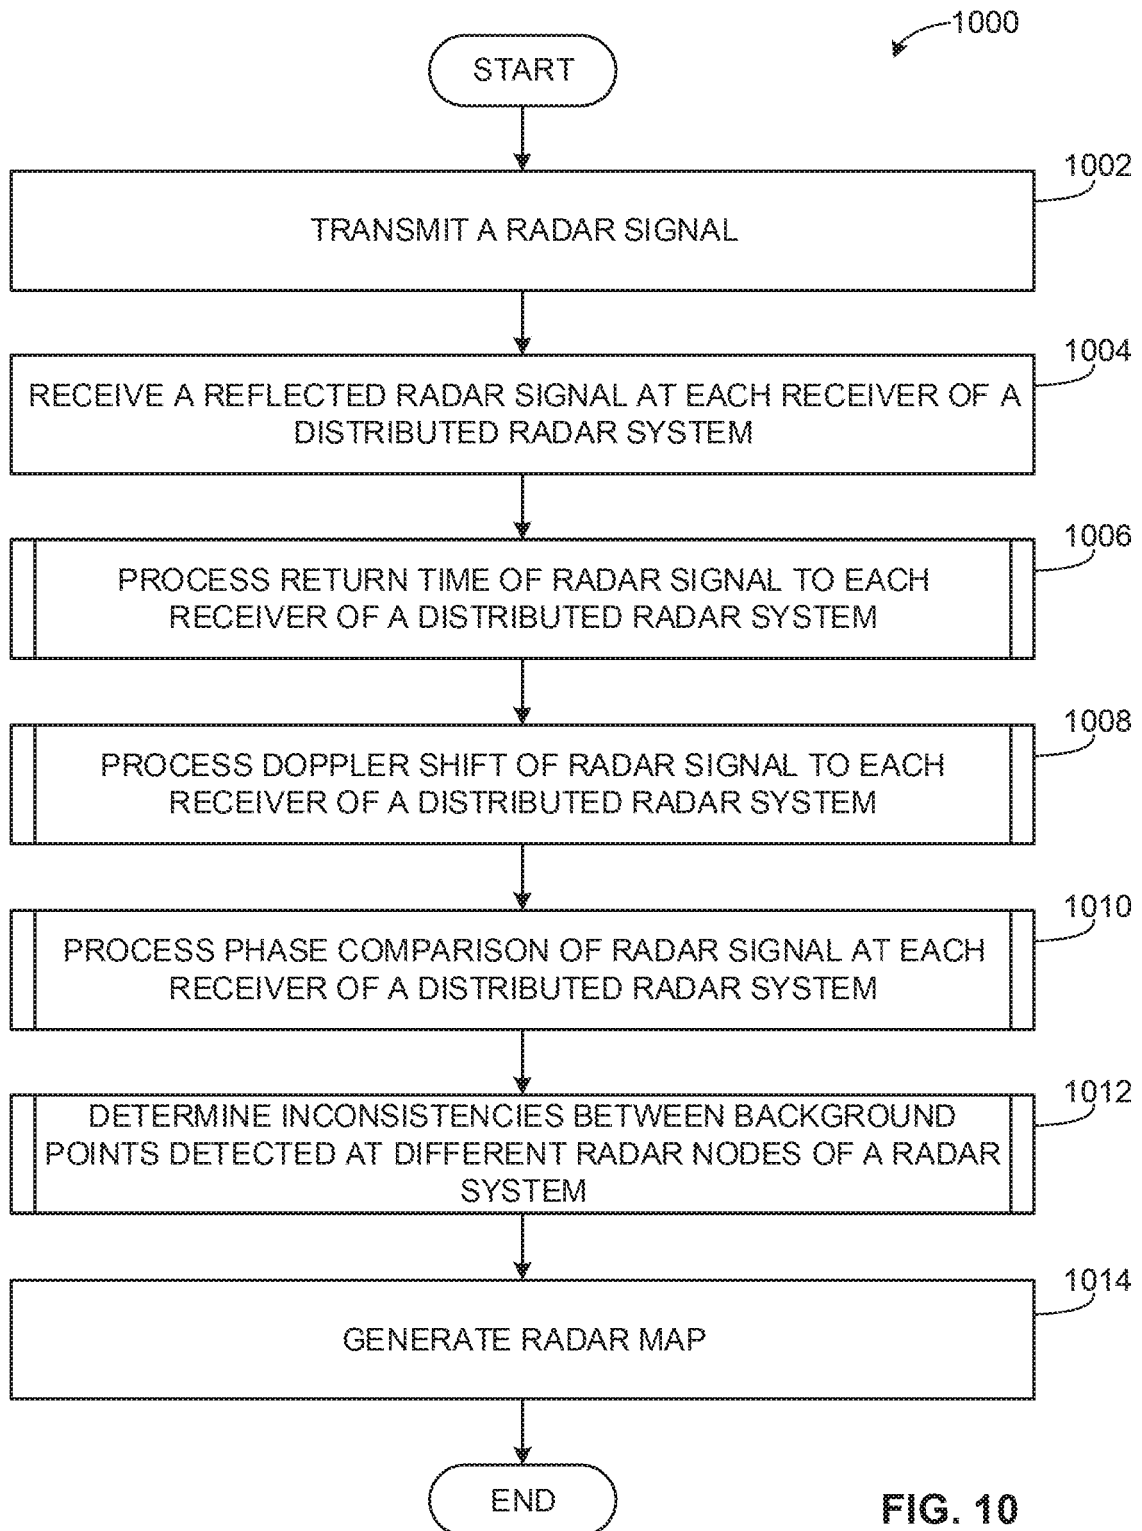 1000
START
1002
TRANSMIT A RADAR SIGNAL
1004
RECEIVE A REFLECTED RADAR SIGNAL AT EACH RECEIVER OF A
DISTRIBUTED RADAR SYSTEM
1006
PROCESS RETURN TIME OF RADAR SIGNAL TO EACH
RECEIVER OF A DISTRIBUTED RADAR SYSTEM
1008
PROCESS DOPPLER SHIFT OF RADAR SIGNAL TO EACH
RECEIVER OF A DISTRIBUTED RADAR SYSTEM
1010
PROCESS PHASE COMPARISON OF RADAR SIGNAL AT EACH
RECEIVER OF A DISTRIBUTED RADAR SYSTEM
1012
DETERMINE INCONSISTENCIES BETWEEN BACKGROUND
POINTS DETECTED AT DIFFERENT RADAR NODES OF A RADAR
SYSTEM
1014
GENERATE RADAR MAP
END
FIG. 10